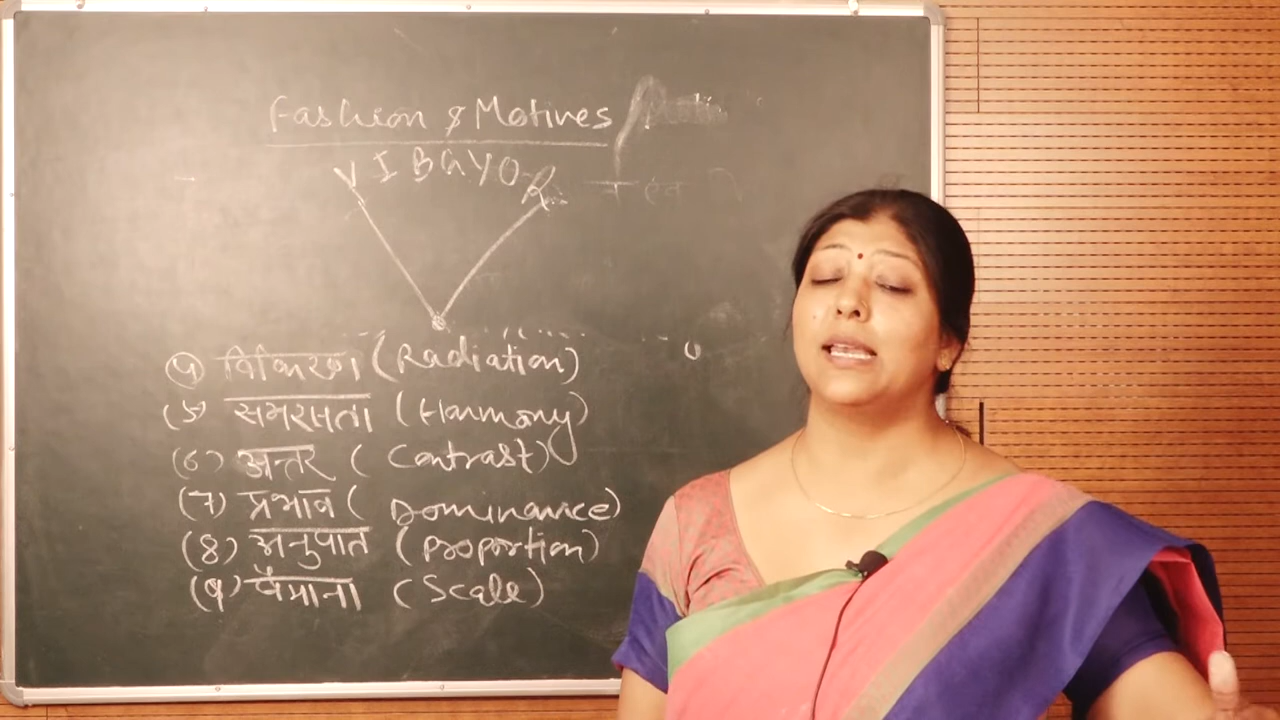 Fashion & Motives
VIBGYOR
(4) विकिरण (Radiation)
(5) समरसता (Harmony)
(6) अन्तर (Contrast)
(7) प्रभाव (Dominance)
(8) अनुपात (Proportion)
(9) पैमाना (Scale)